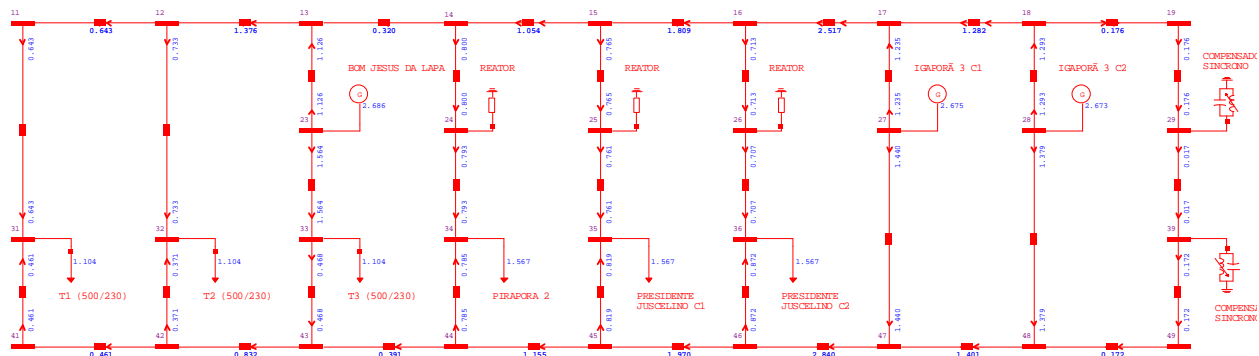 11 12 13 14 15 16 17 18 19
0.643 1.376 0.320 1.054 1.809 2.517 1.282 0.176
0.643 0.733 1.126 0.800 0.765 0.713 1.235 1.293 0.176
BOM JESUS DA LAPA REATOR REATOR REATOR IGAPORÃ 3 C1 IGAPORÃ 3 C2
SINCRONO
G 2.686 G 2.675 G 2.673
1.126 0.800 0.765 0.713 1.235 1.293 0.176
23 24 25 26 27 28 29
1.564 0.793 0.761 0.707 1.440 1.379 0.017
0.643 0.733 1.564 0.793 0.761 0.707 0.017
31 32 33 34 35 36 39
1.104 1.104 1.104 1.567 1.567 1.567
0.461 0.371 0.468 0.785 0.819 0.872 0.172
T1 (500/230) T2 (500/230) T3 (500/230) PIRAPORA 2 PRESIDENTE PRESIDENTE
JUSCELINO C1 JUSCELINO C2
0.461 0.371 0.468 0.785 0.819 0.872 1.440 1.379 0.172
41 42 43 44 45 46 47 48 49
0.461 0.832 0.391 1.155 1.970 2.840 1.401 0.172